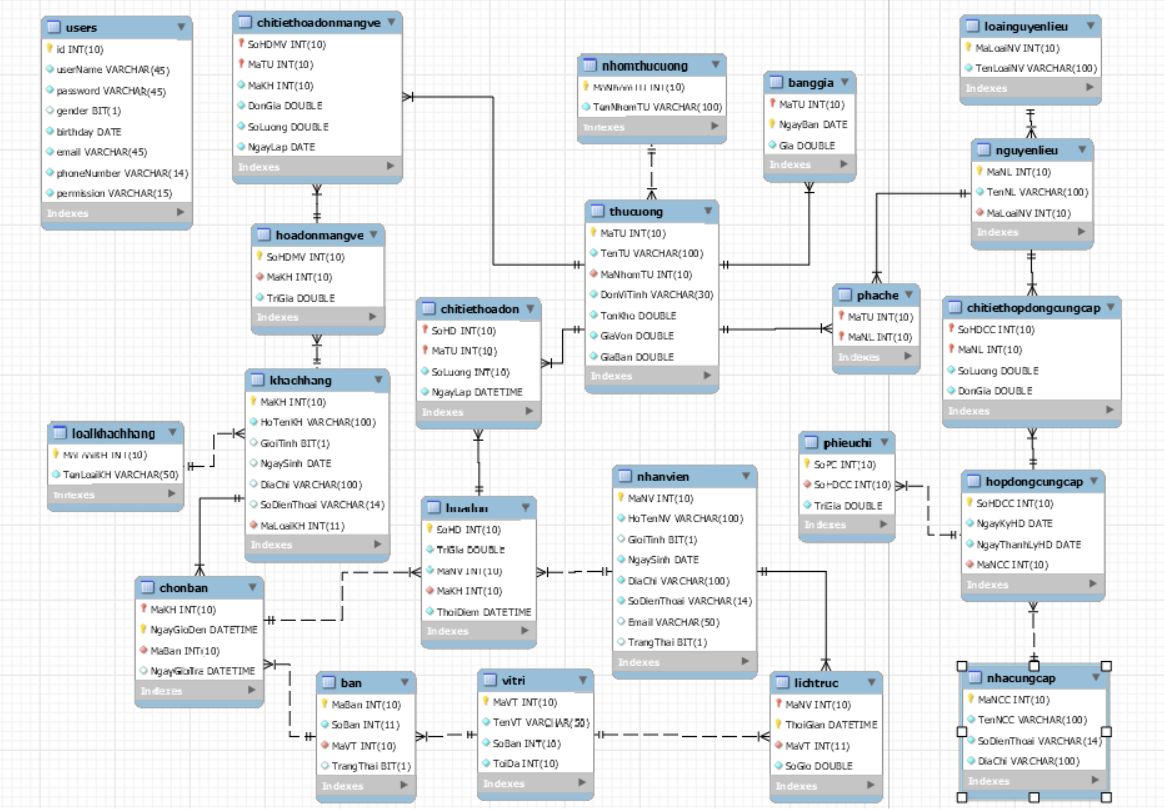 users
id INT(10)
userName VARCHAR(45)
password VARCHAR(45)
gender BIT(1)
birthday DATE
email VARCHAR(45)
phoneNumber VARCHAR(14)
permission VARCHAR(15)
Indexes
chitiethoadonmangve
SoHDMV INT(10)
MaTU INT(10)
MaKH INT(10)
DonGia DOUBLE
SoLuong DOUBLE
NgayLap DATE
Indexes
nhomthucuong
MaNhomTU INT(10)
TenNhomTU VARCHAR(100)
Indexes
banggia
MaTU INT(10)
NgayBan DATE
Gia DOUBLE
Indexes
loainguyenlieu
MaLoaiNV INT(10)
TenLoaiNV VARCHAR(100)
Indexes
nguyenlieu
MaNL INT(10)
TenNL VARCHAR(100)
MaLoaiNV INT(10)
Indexes
hoadonmangve
SoHDMV INT(10)
MaKH INT(10)
TriGia DOUBLE
Indexes
thucuong
MaTU INT(10)
TenTU VARCHAR(100)
MaNhomTU INT(10)
DonViTinh VARCHAR(30)
TonKho DOUBLE
GiaVon DOUBLE
GiaBan DOUBLE
Indexes
chitiethoadon
SoHD INT(10)
MaTU INT(10)
SoLuong INT(10)
NgayLap DATETIME
Indexes
phache
MaTU INT(10)
MaNL INT(10)
Indexes
chitiethopdongcungcap
SoHDCC INT(10)
MaNL INT(10)
SoLuong DOUBLE
DonGia DOUBLE
Indexes
khachhang
MaKH INT(10)
HoTenKH VARCHAR(100)
GioiTinh BIT(1)
NgaySinh DATE
DiaChi VARCHAR(100)
SoDienThoai VARCHAR(14)
MaLoaiKH INT(11)
Indexes
loaikhachhang
MaLoaiKH INT(10)
TenLoaiKH VARCHAR(50)
Indexes
phieuchi
SoPC INT(10)
SoHDCC INT(10)
TriGia DOUBLE
Indexes
nhanvien
MaNV INT(10)
HoTenNV VARCHAR(100)
GioiTinh BIT(1)
NgaySinh DATE
DiaChi VARCHAR(100)
SoDienThoai VARCHAR(14)
Email VARCHAR(50)
TrangThai BIT(1)
Indexes
hopdongcungcap
SoHDCC INT(10)
NgayKyHD DATE
NgayThanhLyHD DATE
MaNCC INT(10)
Indexes
hoadon
SoHD INT(10)
TriGia DOUBLE
MaNV INT(10)
MaKH INT(10)
ThoiDiem DATETIME
Indexes
chonban
MaKH INT(10)
NgayGioDen DATETIME
MaBan INT(10)
NgayGioTra DATETIME
Indexes
ban
MaBan INT(10)
SoBan INT(11)
MaVT INT(10)
TrangThai BIT(1)
Indexes
vitri
MaVT INT(10)
TenVT VARCHAR(50)
SoBan INT(10)
ToiDa INT(10)
Indexes
lichtruc
MaNV INT(10)
ThoiGian DATETIME
MaVT INT(11)
SoGio DOUBLE
Indexes
nhacungcap
MaNCC INT(10)
TenNCC VARCHAR(100)
SoDienThoai VARCHAR(14)
DiaChi VARCHAR(100)
Indexes